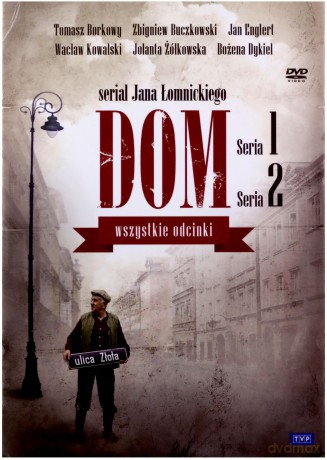 Tomasz Borkowy Zbigniew Buczkowski Jan Englert
Wacław Kowalski Jolanta Żółkowska Bożena Dykiel
DVD
VIDEO
serial Jana Łomnickiego
DOM
Seria 1
Seria 2
wszystkie odcinki
ulica Złota
TVP
dvdmax